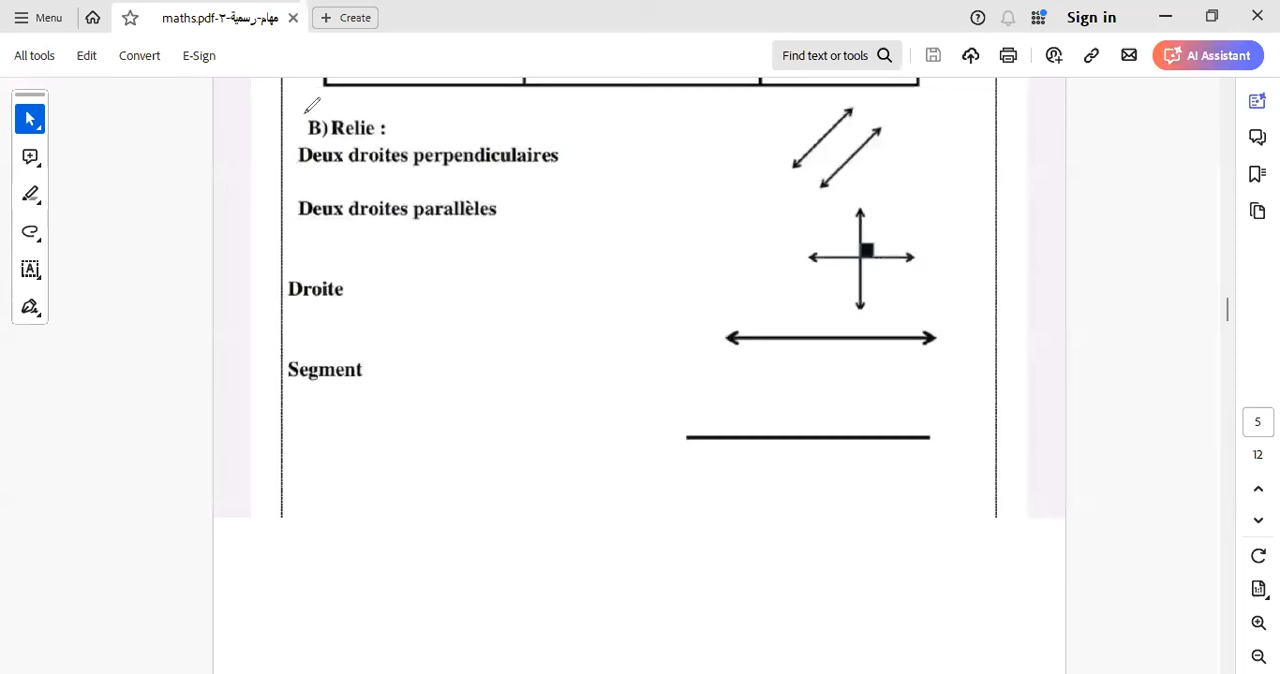 Menu
maths.pdf-٣-مهام-رسمية
Create
Sign in
All tools
Edit
Convert
E-Sign
Find text or tools
AI Assistant
B) Relie :
Deux droites perpendiculaires
Deux droites parallèles
Droite
Segment
5
12